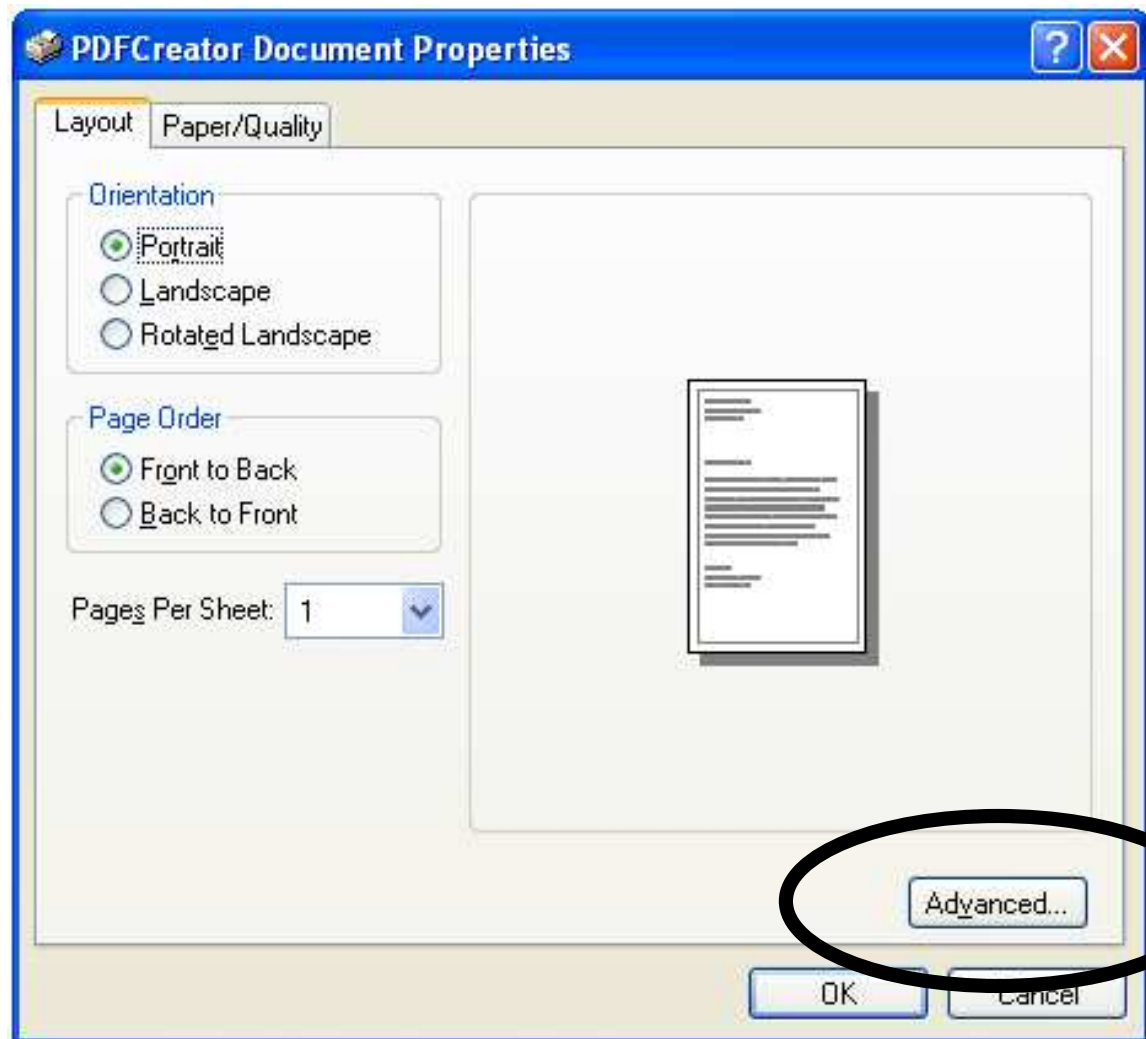 PDFCreator Document Properties
Layout Paper/Quality
Orientation
Portrait
Landscape
Rotated Landscape
Page Order
Front to Back
Back to Front
Pages Per Sheet: 1
Advanced...
OK Cancel